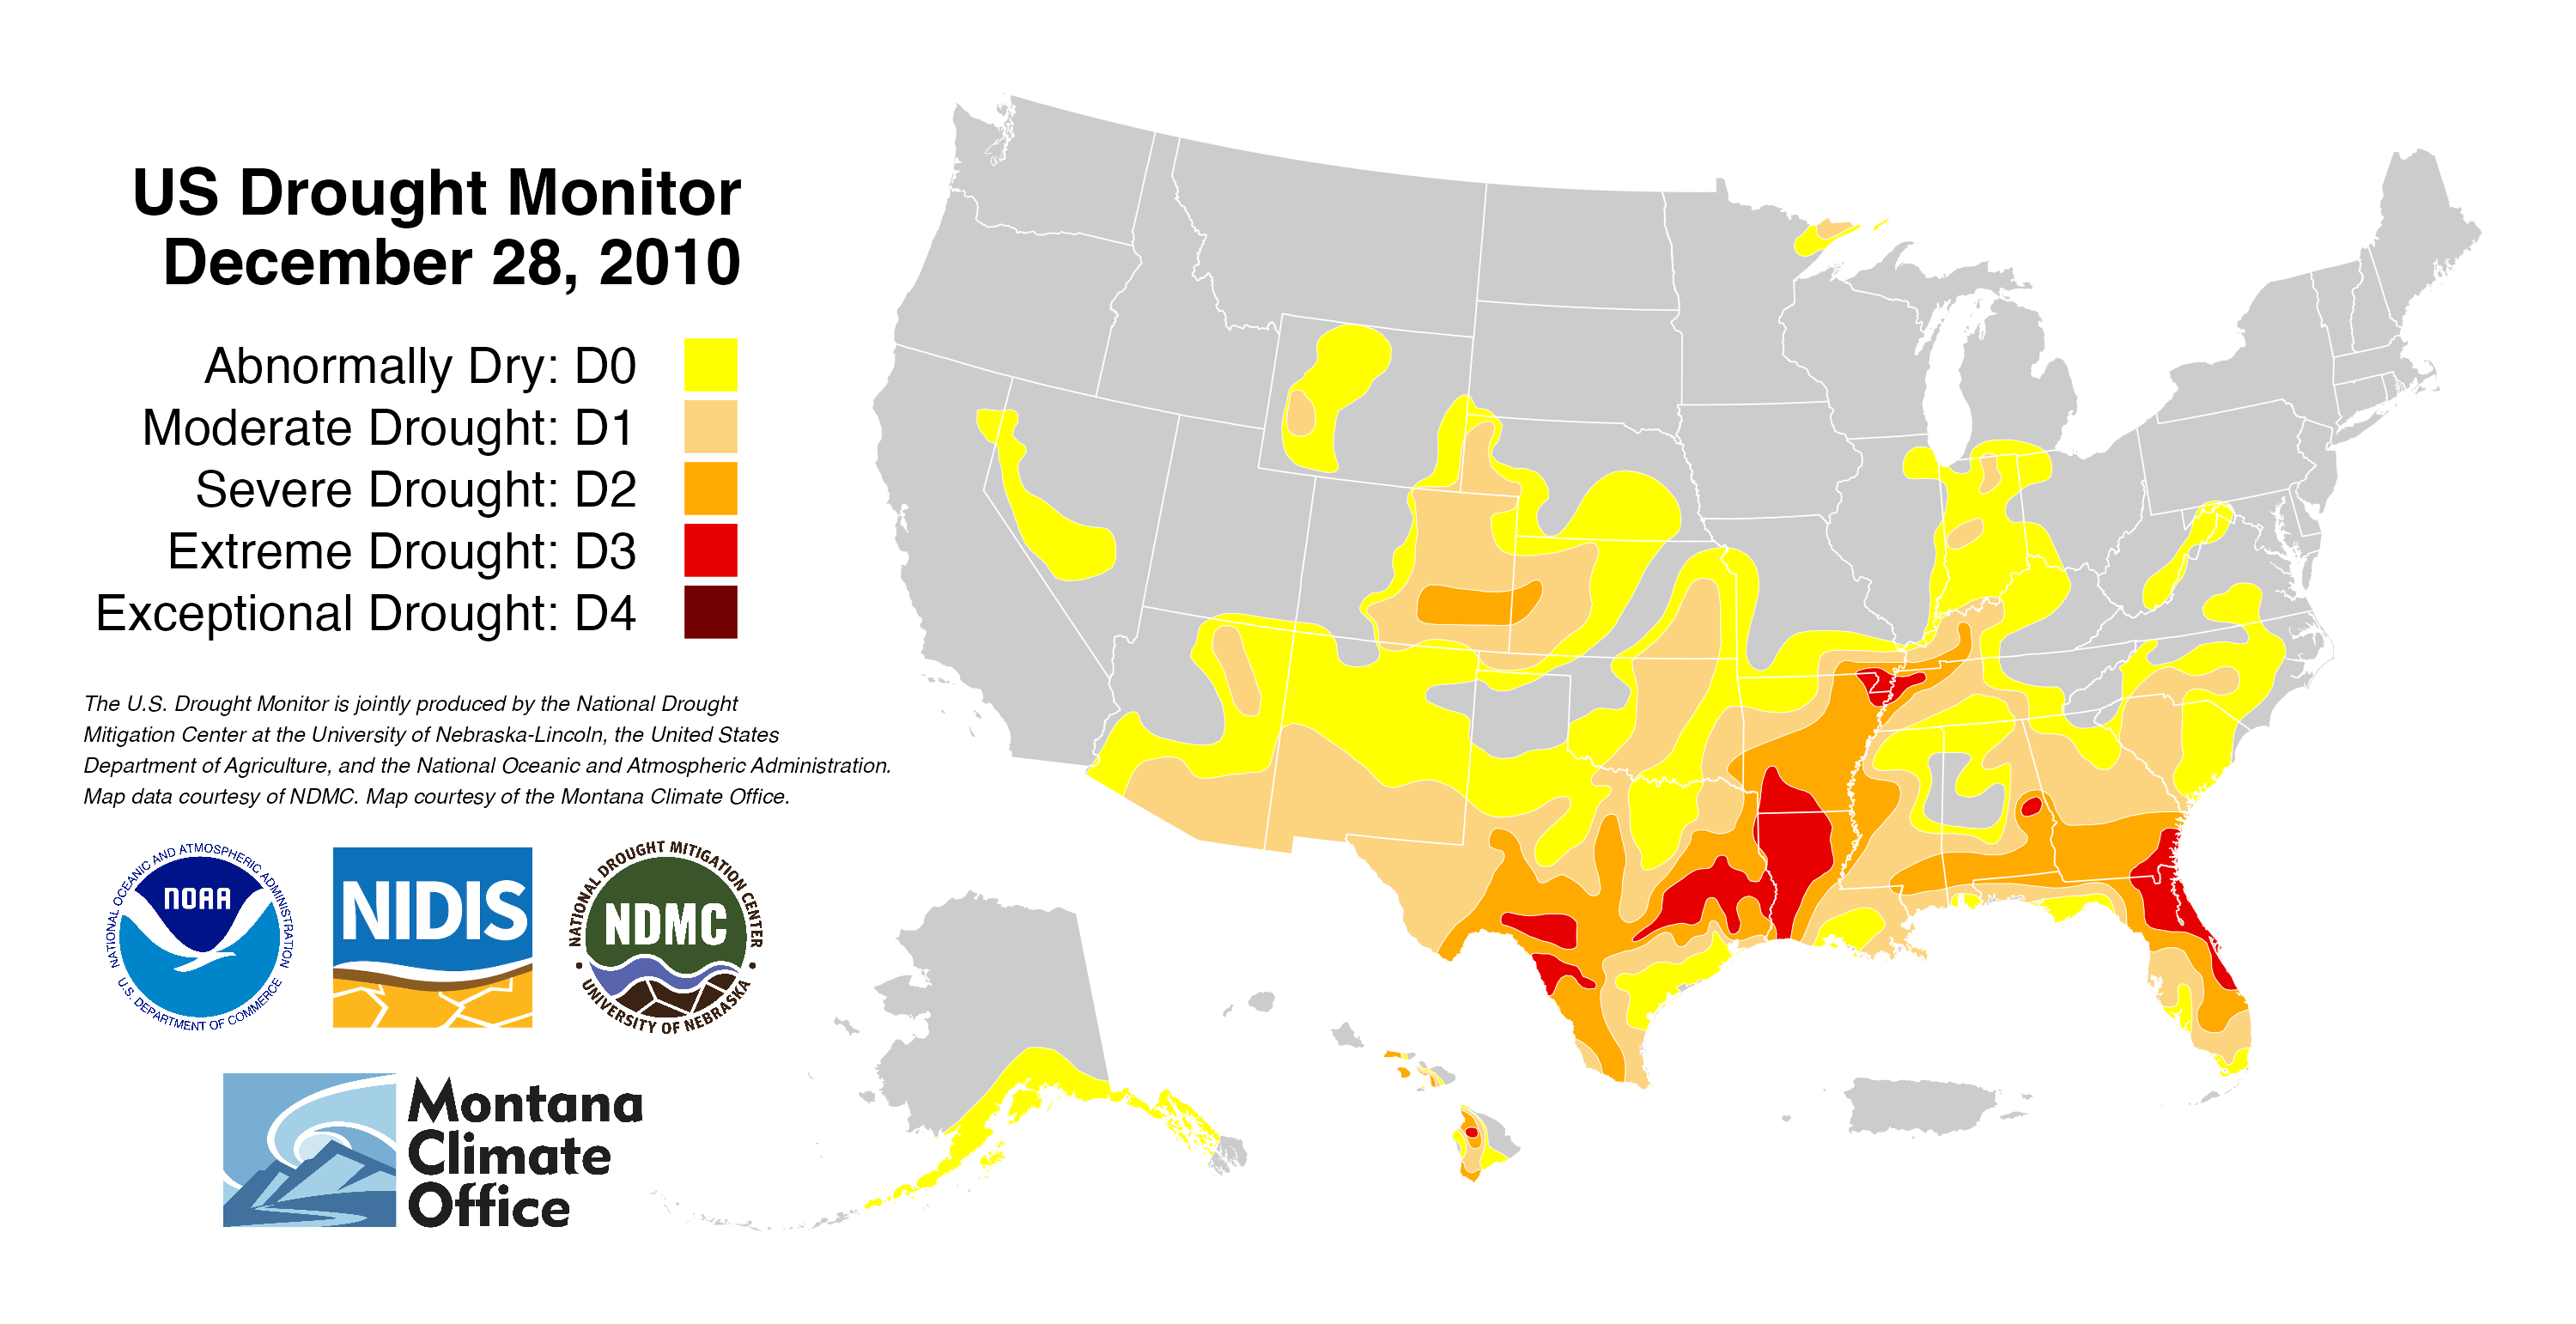 US Drought Monitor
December 28, 2010
Abnormally Dry: D0
Moderate Drought: D1
Severe Drought: D2
Extreme Drought: D3
Exceptional Drought: D4
The U.S. Drought Monitor is jointly produced by the National Drought
Mitigation Center at the University of Nebraska-Lincoln, the United States
Department of Agriculture, and the National Oceanic and Atmospheric Administration.
Map data courtesy of NDMC. Map courtesy of the Montana Climate Office.
NATIONAL OCEANIC AND ATMOSPHERIC ADMINISTRATION
NOAA
U.S. DEPARTMENT OF COMMERCE
NIDIS
NATIONAL DROUGHT MITIGATION CENTER
NDMC
UNIVERSITY OF NEBRASKA
Montana
Climate
Office